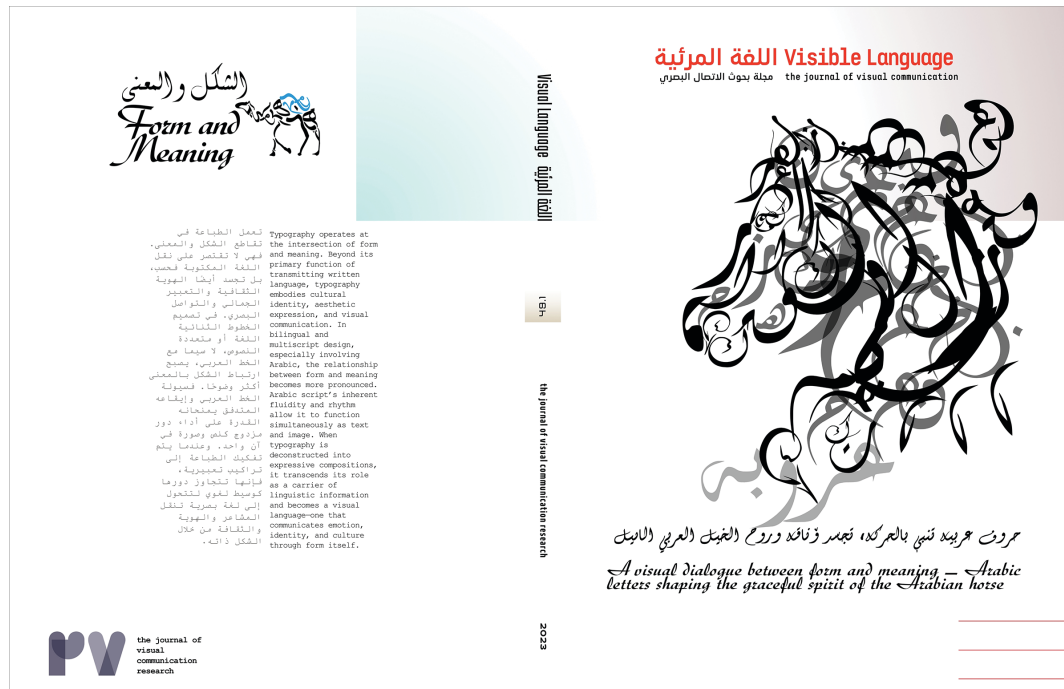 الشكل والمعنى
Form and
Meaning
تعمل الطباعة في
تقاطع الشكل والمعنى.
فهي لا تقتصر على نقل
اللغة المكتوبة فحسب،
بل تجسد أيضًا الهوية
الثقافية والتعبير
الجمالي والتواصل
البصري. في تصميم
الخطوط الثنائية
اللغة أو متعددة
النصوص، لا سيما مع
الخط العربي، يصبح
ارتباط الشكل بالمعنى
أكثر وضوحًا. فسيولة
الخط العربي وإيقاعه
المتدفق يمنحانه
القدرة على أداء دور
مزدوج كنص وصورة في
آن واحد. وعندما يتم
تفكيك الطباعة إلى
تراكيب تعبيرية،
فإنها تتجاوز دورها
كوسيط لغوي لتتحول
إلى لغة بصرية تنقل
المشاعر والهوية
والثقافة من خلال
الشكل ذاته.
Typography operates at
the intersection of form
and meaning. Beyond its
primary function of
transmitting written
language, typography
embodies cultural
identity, aesthetic
expression, and visual
communication. In
bilingual and
multiscript design,
especially involving
Arabic, the relationship
between form and meaning
becomes more pronounced.
Arabic script's inherent
fluidity and rhythm
allow it to function
simultaneously as text
and image. When
typography is
deconstructed into
expressive compositions,
it transcends its role
as a carrier of
linguistic information
and becomes a visual
language—one that
communicates emotion,
identity, and culture
through form itself.
the journal of
visual
communication
research
Visual Language اللغة المرئية
the journal of visual communication research
2023
اللغة المرئية Visible Language
مجلة بحوث الاتصال البصري the journal of visual communication
حروف عربية تنبض بالحركة، تجسد وروح الخيل العربي الأصيل
A visual dialogue between form and meaning — Arabic
letters shaping the graceful spirit of the Arabian horse